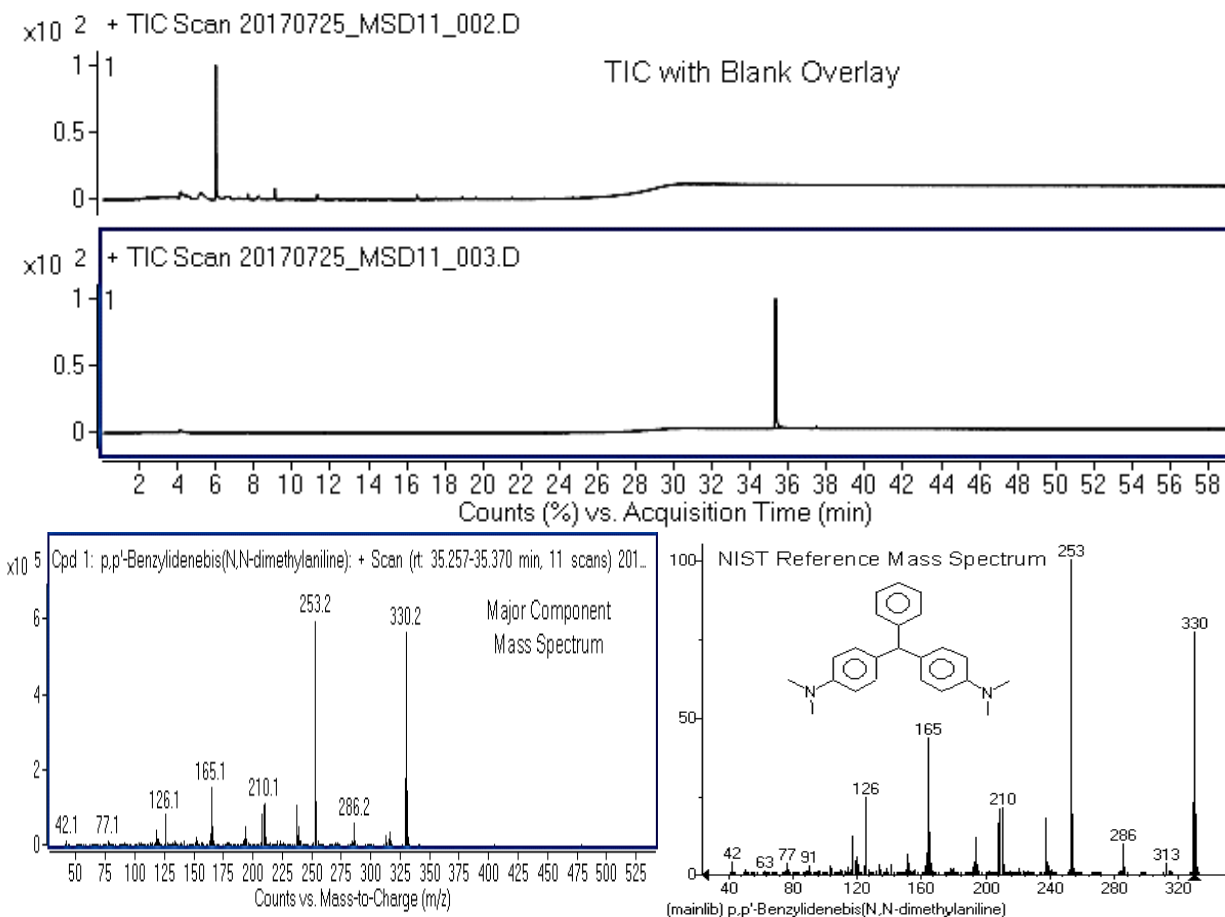 x10 2 + TIC Scan 20170725_MSD11_002.D
TIC with Blank Overlay
1 1
0.5
0
x10 2 + TIC Scan 20170725_MSD11_003.D
1 1
0.5
0
2 4 6 8 10 12 14 16 18 20 22 24 26 28 30 32 34 36 38 40 42 44 46 48 50 52 54 56 58
Counts (%) vs. Acquisition Time (min)
x10 5 Cpd 1: p,p'-Benzylidenebis(N,N-dimethylaniline): + Scan (rt: 35.257-35.370 min, 11 scans) 201...
Major Component
Mass Spectrum
6
4
2
0
253.2
330.2
165.1
126.1
210.1
286.2
42.1
77.1
50 75 100 125 150 175 200 225 250 275 300 325 350 375 400 425 450 475 500 525
Counts vs. Mass-to-Charge (m/z)
NIST Reference Mass Spectrum
100
50
0
253
330
165
126
210
286
42
63
77
91
313
N
N
40 80 120 160 200 240 280 320
(mainlib) p,p'-Benzylidenebis(N,N-dimethylaniline)